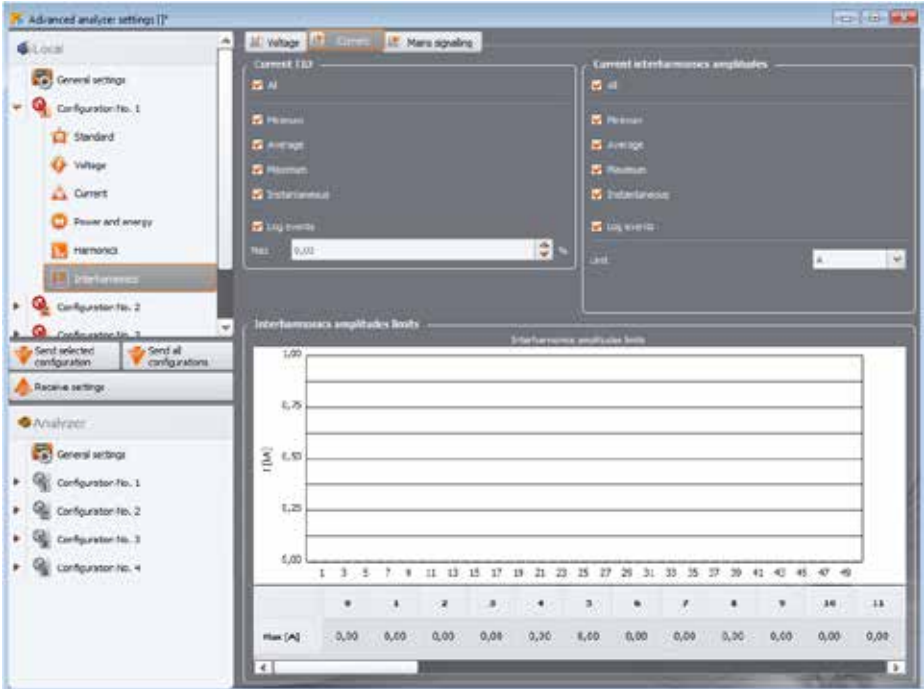 Advanced analyzer settings []*
Local
General settings
Configuration No. 1
Standard
Voltage
Current
Power and energy
Harmonics
Interharmonics
Configuration No. 2
Configuration No. 3
Send selected configuration
Send all configurations
Receive settings
Analyzer
General settings
Configuration No. 1
Configuration No. 2
Configuration No. 3
Configuration No. 4
Voltage
Current
Mains signaling
Current TID
All
Minimum
Average
Maximum
Instantaneous
Log events
Max 0,00 %
Current interharmonics amplitudes
All
Minimum
Average
Maximum
Instantaneous
Log events
Unit A
Interharmonics amplitudes limits
Interharmonics amplitudes limits
1,00
0,75
0,50
0,25
0,00
I [kA]
1 3 5 7 9 11 13 15 17 19 21 23 25 27 29 31 33 35 37 39 41 43 45 47 49
0 1 2 3 4 5 6 7 8 9 10 11
Max [A] 0,00 0,00 0,00 0,00 0,00 0,00 0,00 0,00 0,00 0,00 0,00 0,00